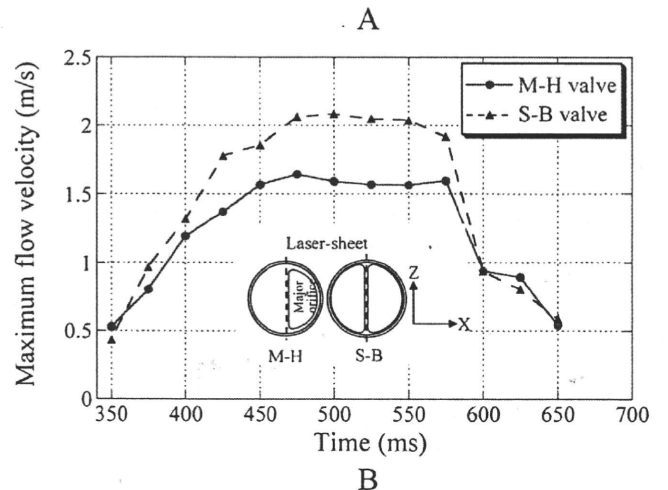 A
Maximum flow velocity (m/s)
2.5
2
1.5
1
0.5
0
M-H valve
S-B valve
Laser-sheet
Major
orifice
M-H
S-B
Z
X
350 400 450 500 550 600 650 700
Time (ms)
B